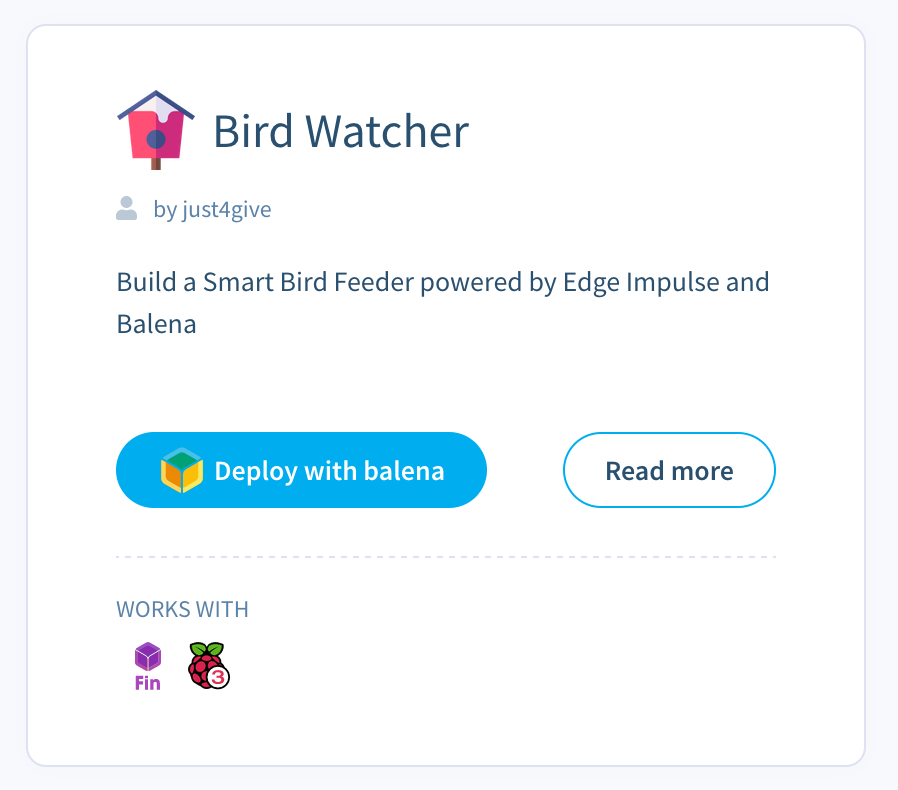 Bird Watcher
by just4give
Build a Smart Bird Feeder powered by Edge Impulse and
Balena
Deploy with balena
Read more
WORKS WITH
Fin
3